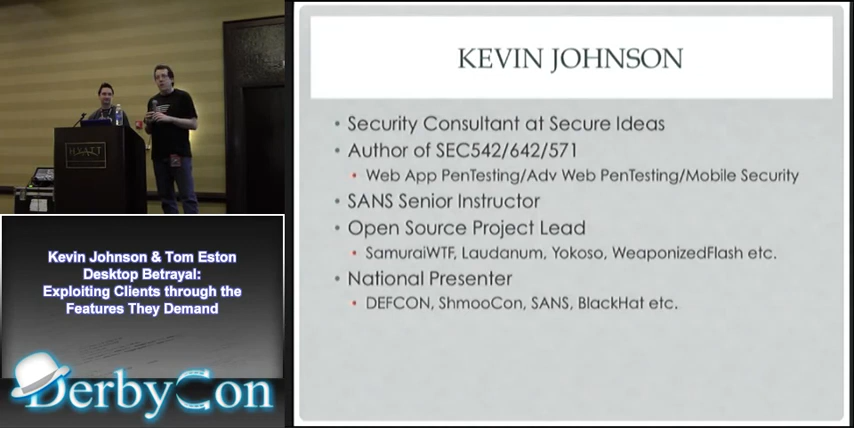 HYATT
Kevin Johnson & Tom Eston
Desktop Betrayal:
Exploiting Clients through the
Features They Demand
DerbyCon
KEVIN JOHNSON
• Security Consultant at Secure Ideas
• Author of SEC542/642/571
• Web App PenTesting/Adv Web PenTesting/Mobile Security
• SANS Senior Instructor
• Open Source Project Lead
• SamuraiWTF, Laudanum, Yokoso, WeaponizedFlash etc.
• National Presenter
• DEFCON, ShmooCon, SANS, BlackHat etc.